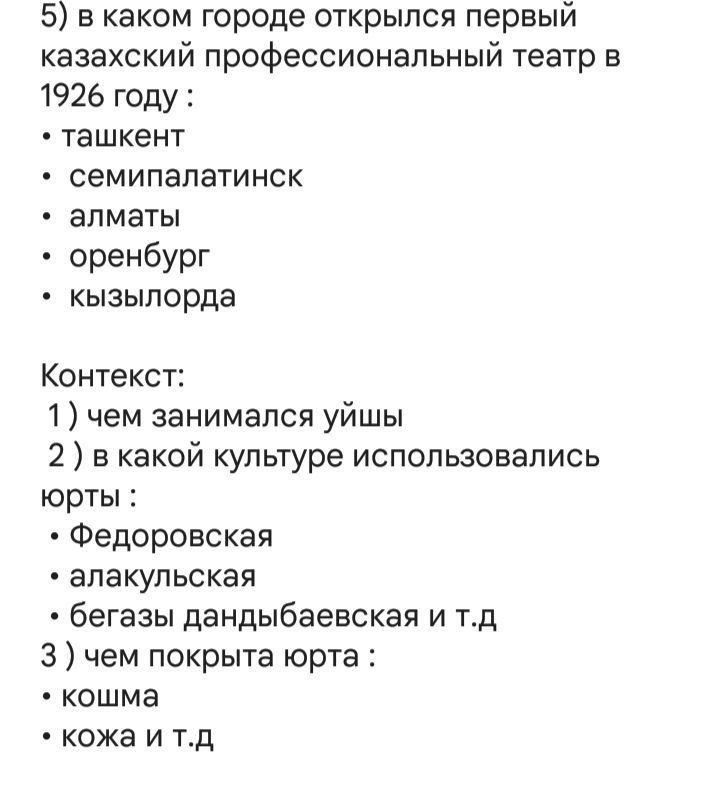 5) в каком городе открылся первый
казахский профессиональный театр в
1926 году :
• ташкент
• семипалатинск
• алматы
• оренбург
• кызылорда
Контекст:
1 ) чем занимался уйшы
2 ) в какой культуре использовались
юрты :
• Федоровская
• алакульская
• бегазы дандыбаевская и т.д
3 ) чем покрыта юрта :
• кошма
• кожа и т.д